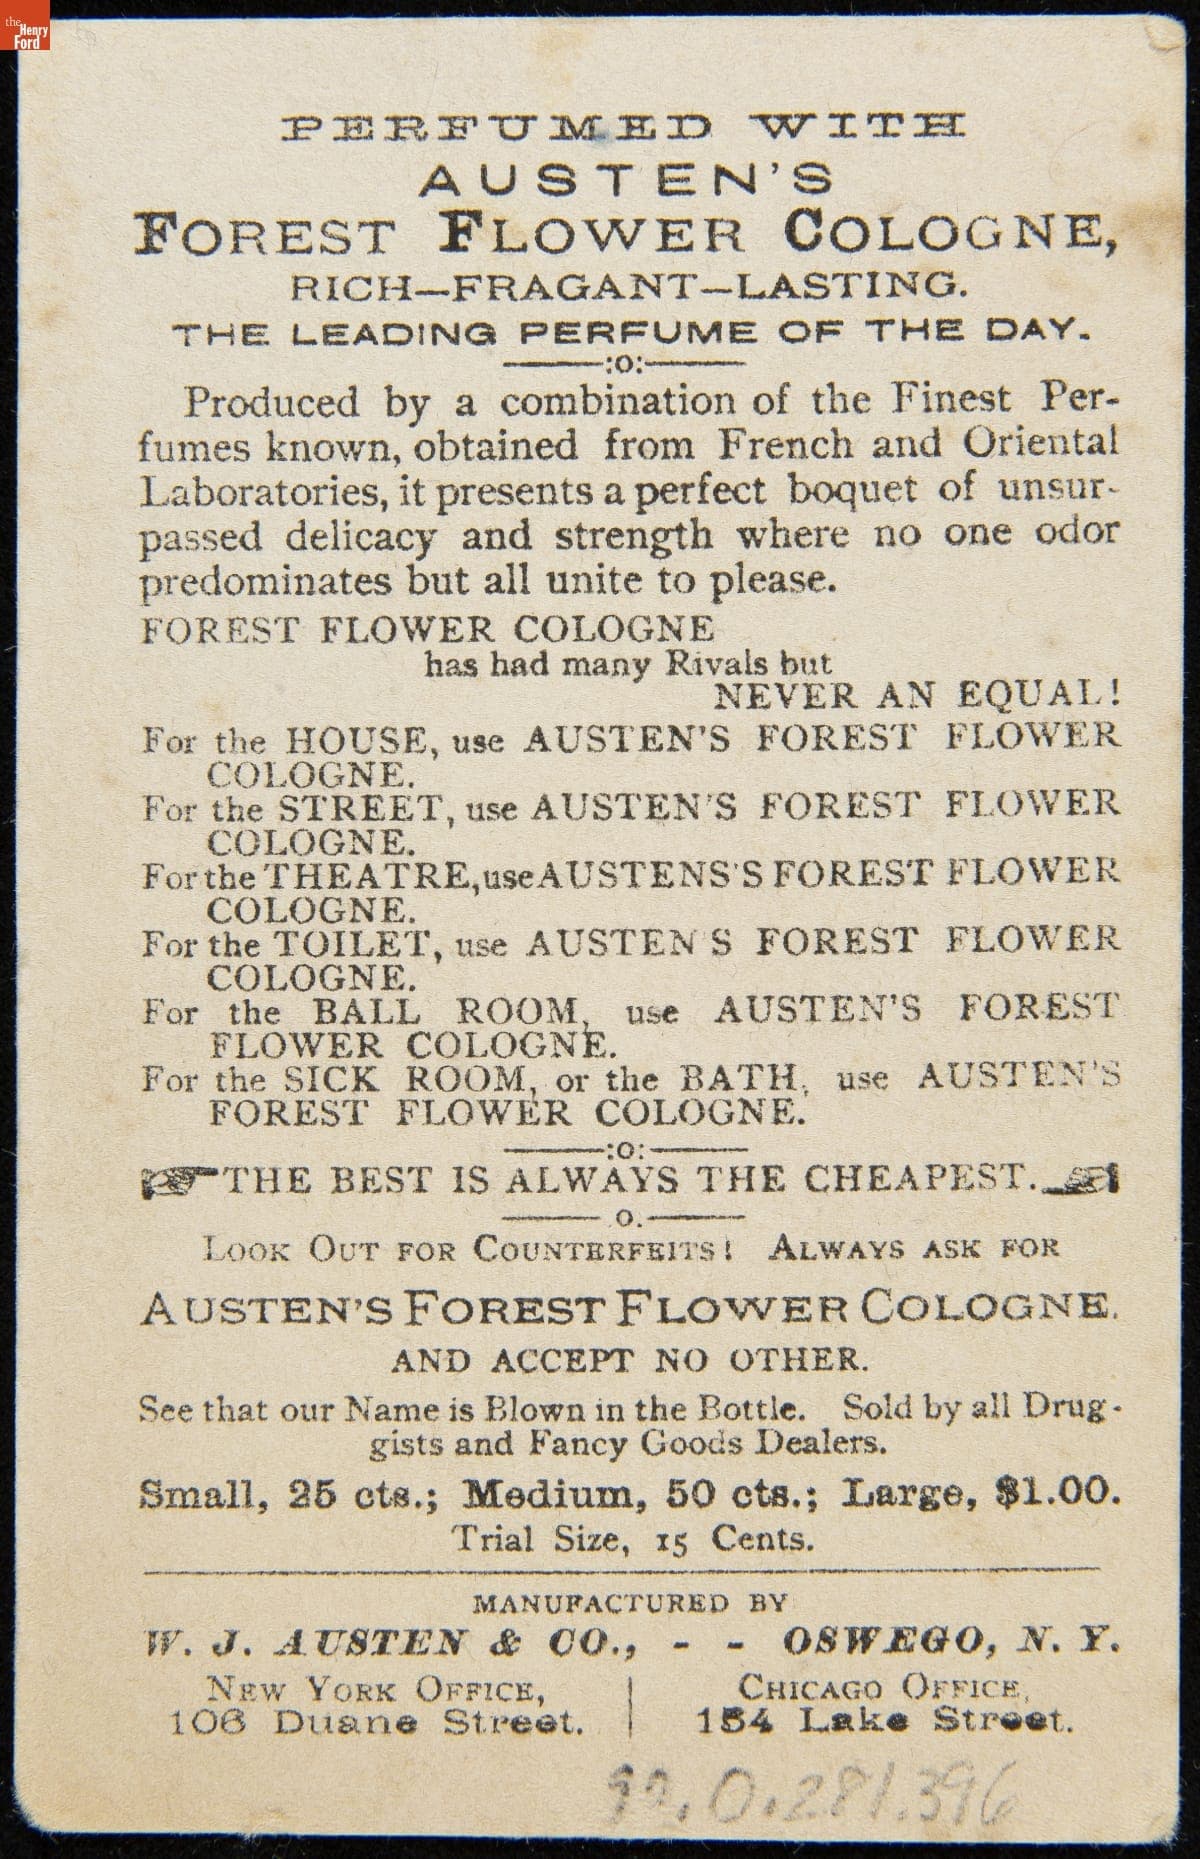 the
Henry
Ford
PERFUMED WITH
AUSTEN'S
FOREST FLOWER COLOGNE,
RICH—FRAGANT—LASTING.
THE LEADING PERFUME OF THE DAY.
:o:
Produced by a combination of the Finest Per-
fumes known, obtained from French and Oriental
Laboratories, it presents a perfect boquet of unsur-
passed delicacy and strength where no one odor
predominates but all unite to please.
FOREST FLOWER COLOGNE
has had many Rivals but
NEVER AN EQUAL!
For the HOUSE, use AUSTEN'S FOREST FLOWER
COLOGNE.
For the STREET, use AUSTEN'S FOREST FLOWER
COLOGNE.
For the THEATRE, use AUSTENS'S FOREST FLOWER
COLOGNE.
For the TOILET, use AUSTEN'S FOREST FLOWER
COLOGNE.
For the BALL ROOM, use AUSTEN'S FOREST
FLOWER COLOGNE.
For the SICK ROOM, or the BATH, use AUSTEN'S
FOREST FLOWER COLOGNE.
:o:
☞ THE BEST IS ALWAYS THE CHEAPEST. ☜
o.
LOOK OUT FOR COUNTERFEITS! ALWAYS ASK FOR
AUSTEN'S FOREST FLOWER COLOGNE.
AND ACCEPT NO OTHER.
See that our Name is Blown in the Bottle. Sold by all Drug-
gists and Fancy Goods Dealers.
Small, 25 cts.; Medium, 50 cts.; Large, $1.00.
Trial Size, 15 Cents.
MANUFACTURED BY
W. J. AUSTEN & CO., - - OSWEGO, N. Y.
NEW YORK OFFICE, | CHICAGO OFFICE,
106 Duane Street. | 154 Lake Street.
92.0.281.396